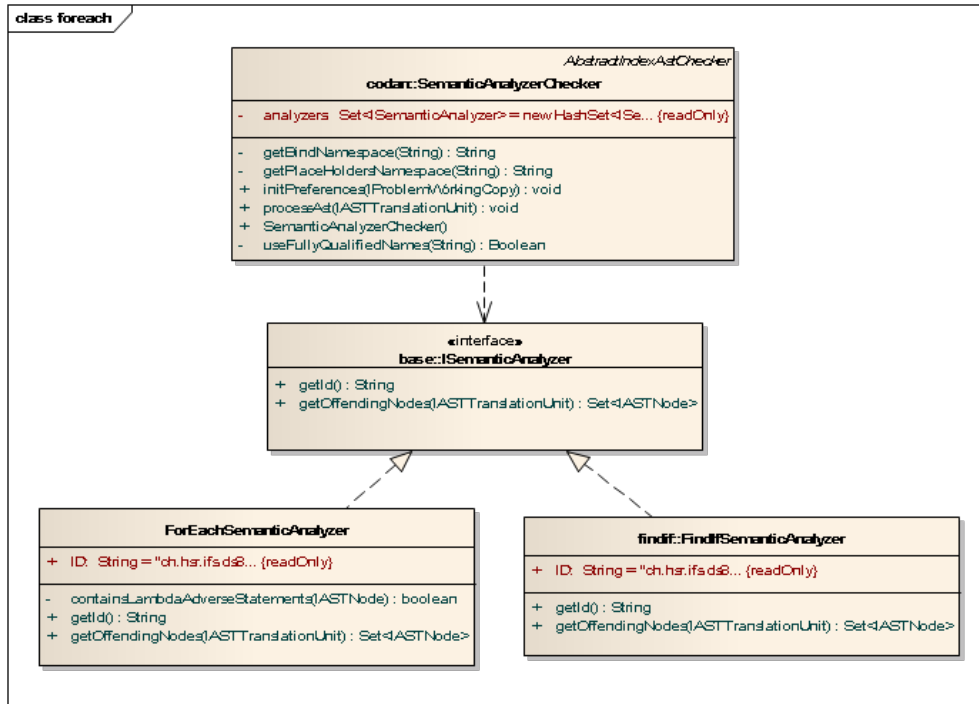 class foreach
AbstractIndexAstChecker
codan::SemanticAnalyzerChecker
- analyzers: Set<ISemanticAnalyzer> = new HashSet<ISe... {readOnly}
- getBindNamespace(String) : String
- getPlaceHoldersNamespace(String) : String
+ initPreferences(IProblemWorkingCopy) : void
+ processAst(IASTTranslationUnit) : void
+ SemanticAnalyzerChecker()
- useFullyQualifiedNames(String) : Boolean
«interface»
base::ISemanticAnalyzer
+ getId() : String
+ getOffendingNodes(IASTTranslationUnit) : Set<IASTNode>
ForEachSemanticAnalyzer
+ ID: String = "ch.hsr.ifs.ds8... {readOnly}
- containsLambdaAdverseStatements(IASTNode) : boolean
+ getId() : String
+ getOffendingNodes(IASTTranslationUnit) : Set<IASTNode>
findif::FindIfSemanticAnalyzer
+ ID: String = "ch.hsr.ifs.ds8... {readOnly}
+ getId() : String
+ getOffendingNodes(IASTTranslationUnit) : Set<IASTNode>